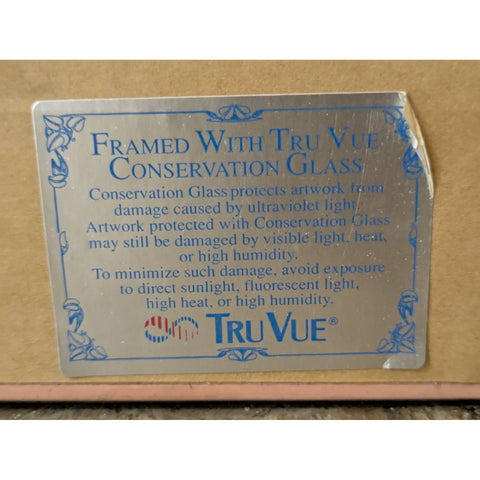 FRAMED WITH TRU VUE
CONSERVATION GLASS
Conservation Glass protects artwork from
damage caused by ultraviolet light.
Artwork protected with Conservation Glass
may still be damaged by visible light, heat,
or high humidity.
To minimize such damage, avoid exposure
to direct sunlight, fluorescent light,
high heat, or high humidity.
TRU VUE®